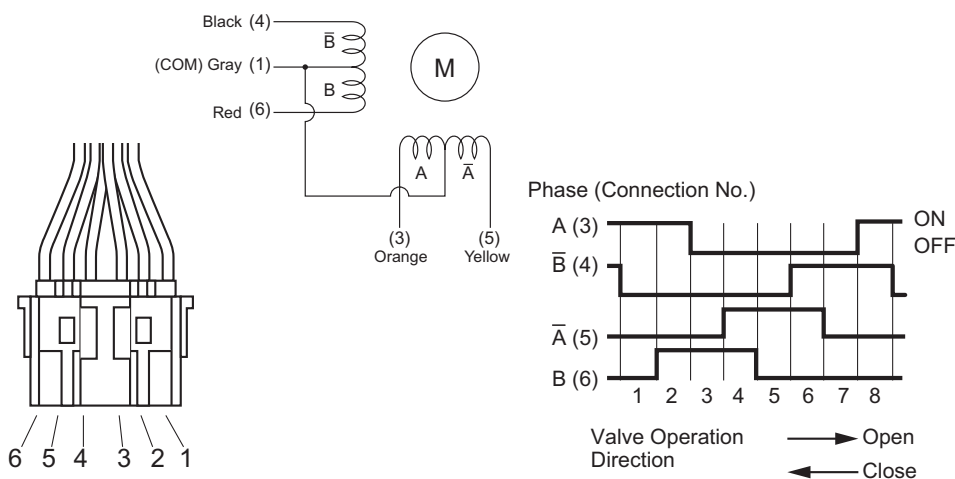 Black (4)
B̅
(COM) Gray (1)
B
Red (6)
M
A
A̅
(3)
Orange
(5)
Yellow
6 5 4 3 2 1
Phase (Connection No.)
A (3)
ON
OFF
B̅ (4)
A̅ (5)
B (6)
1 2 3 4 5 6 7 8
Valve Operation
Direction
Open
Close